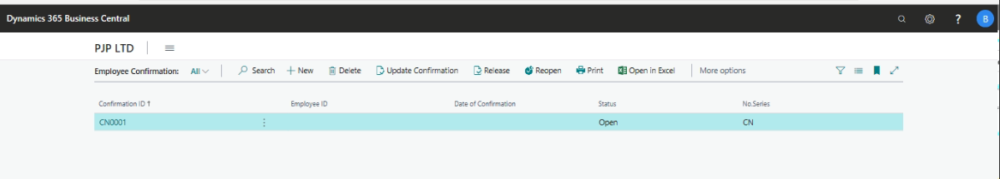 Dynamics 365 Business Central
? B
PJP LTD
Employee Confirmation: All Search New Delete Update Confirmation Release Reopen Print Open in Excel More options
Confirmation ID ↑ Employee ID Date of Confirmation Status No.Series
CN0001 Open CN